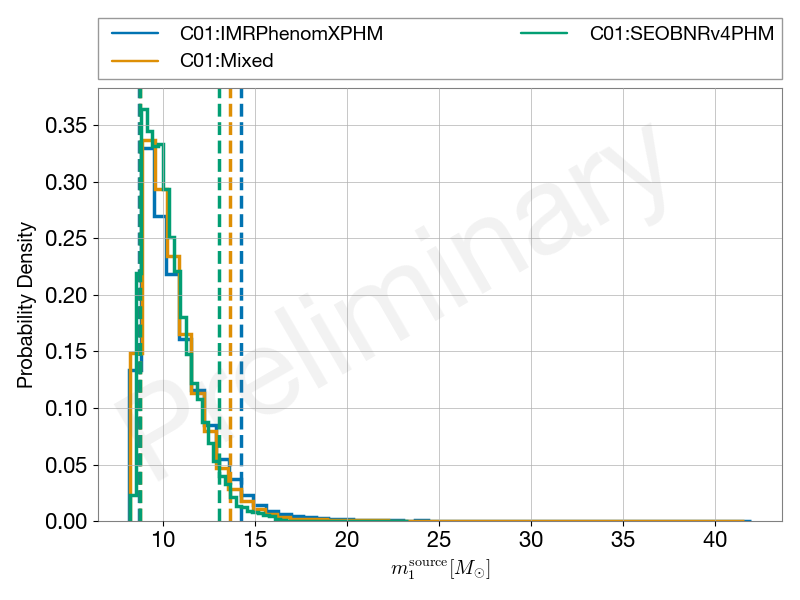 C01:IMRPhenomXPHM
C01:Mixed
C01:SEOBNRv4PHM
Preliminary
Probability Density
0.35
0.30
0.25
0.20
0.15
0.10
0.05
0.00
10 15 20 25 30 35 40
m₁^source [M⊙]